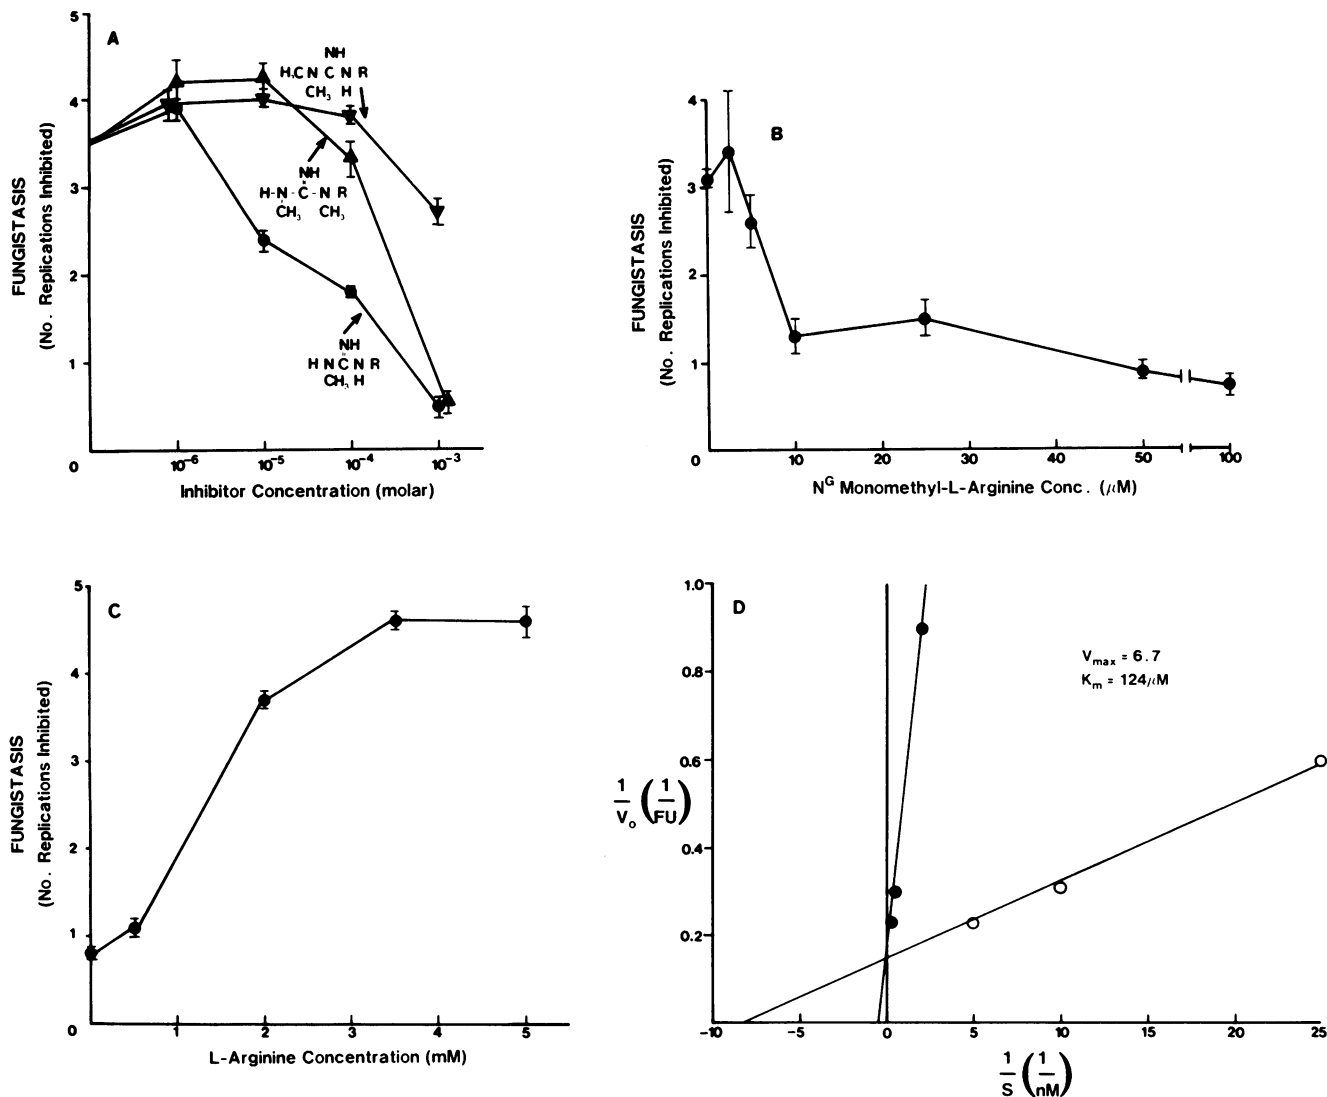 A
5
4
3
2
1
0
FUNGISTASIS
(No. Replications Inhibited)
NH
H₃C N C N R
CH₃ H
NH
H-N-C-N R
CH₃ CH₃
NH
H N C N R
CH₃ H
10⁻⁶ 10⁻⁵ 10⁻⁴ 10⁻³
Inhibitor Concentration (molar)
B
4
3
2
1
0
FUNGISTASIS
(No. Replications Inhibited)
0 10 20 30 40 50 100
Nᴳ Monomethyl-L-Arginine Conc. (μM)
C
5
4
3
2
1
0
FUNGISTASIS
(No. Replications Inhibited)
1 2 3 4 5
L-Arginine Concentration (mM)
D
1.0
0.8
0.6
0.4
0.2
Vmax = 6.7
Km = 124μM
1/Vo (1/FU)
-10 -5 0 5 10 15 20 25
1/S (1/nM)